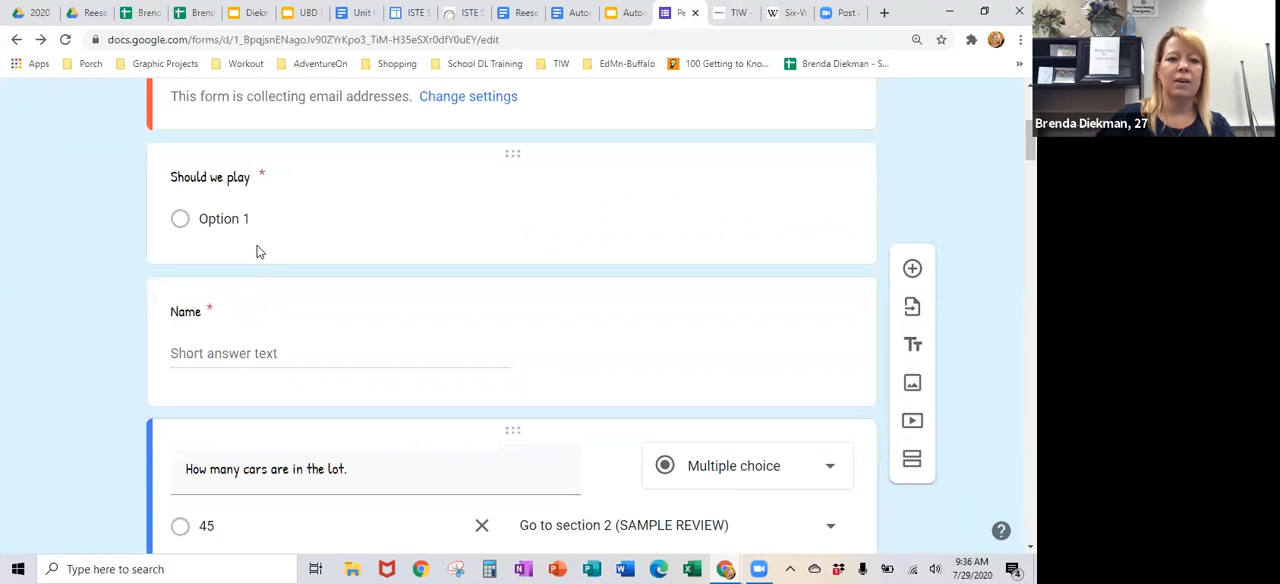 2020 Reese Brend Brend Diekn UBD Unit ISTE S ISTE S Reese Autom Autom Pe TIW - Six-W Post
docs.google.com/forms/d/1_BpqjsnENagoJv90ZYrKpo3_TiM-H35eSXr0dfY0uEY/edit
Apps Porch Graphic Projects Workout AdventureOn Shopping School DL Training TIW EdMn-Buffalo 100 Getting to Kno... Brenda Diekman - S... »
This form is collecting email addresses. Change settings
Brenda Diekman, 27
Should we play *
Option 1
Name *
Short answer text
How many cars are in the lot.
Multiple choice
45
Go to section 2 (SAMPLE REVIEW)
Type here to search
9:36 AM
7/29/2020